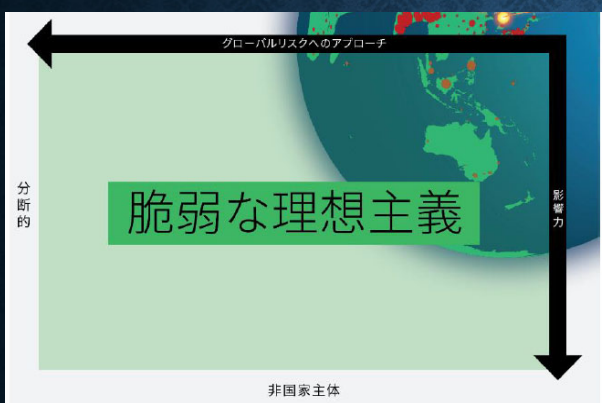 グローバルリスクへのアプローチ
分断的
脆弱な理想主義
影響力
非国家主体